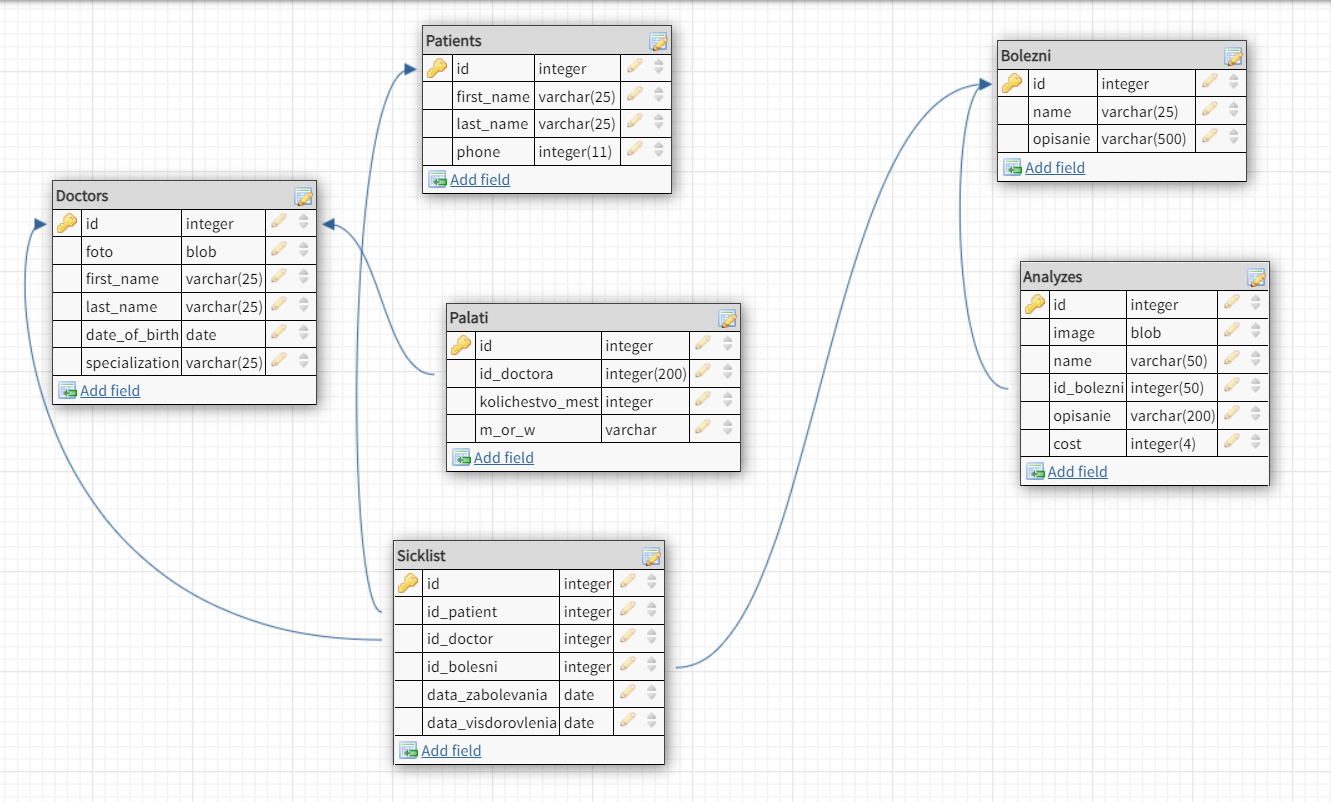 Patients
id integer
first_name varchar(25)
last_name varchar(25)
phone integer(11)
Add field
Bolezni
id integer
name varchar(25)
opisanie varchar(500)
Add field
Doctors
id integer
foto blob
first_name varchar(25)
last_name varchar(25)
date_of_birth date
specialization varchar(25)
Add field
Palati
id integer
id_doctora integer(200)
kolichestvo_mest integer
m_or_w varchar
Add field
Analyzes
id integer
image blob
name varchar(50)
id_bolezni integer(50)
opisanie varchar(200)
cost integer(4)
Add field
Sicklist
id integer
id_patient integer
id_doctor integer
id_bolesni integer
data_zabolevania date
data_visdorovlenia date
Add field